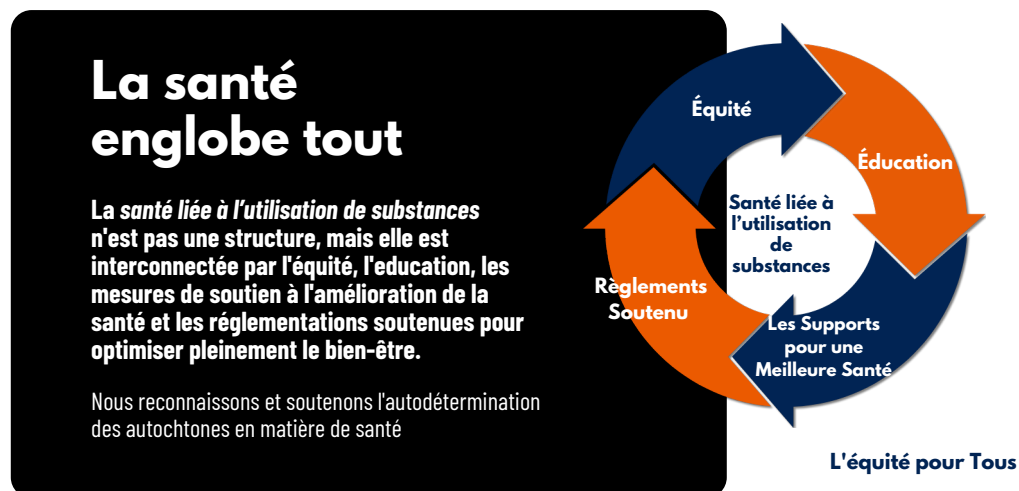 La santé
englobe tout
La santé liée à l’utilisation de substances
n'est pas une structure, mais elle est
interconnectée par l'équité, l'education, les
mesures de soutien à l'amélioration de la
santé et les réglementations soutenues pour
optimiser pleinement le bien-être.
Nous reconnaissons et soutenons l'autodétermination
des autochtones en matière de santé
Équité
Éducation
Santé liée à
l’utilisation
de
substances
Règlements
Soutenu
Les Supports
pour une
Meilleure Santé
L'équité pour Tous